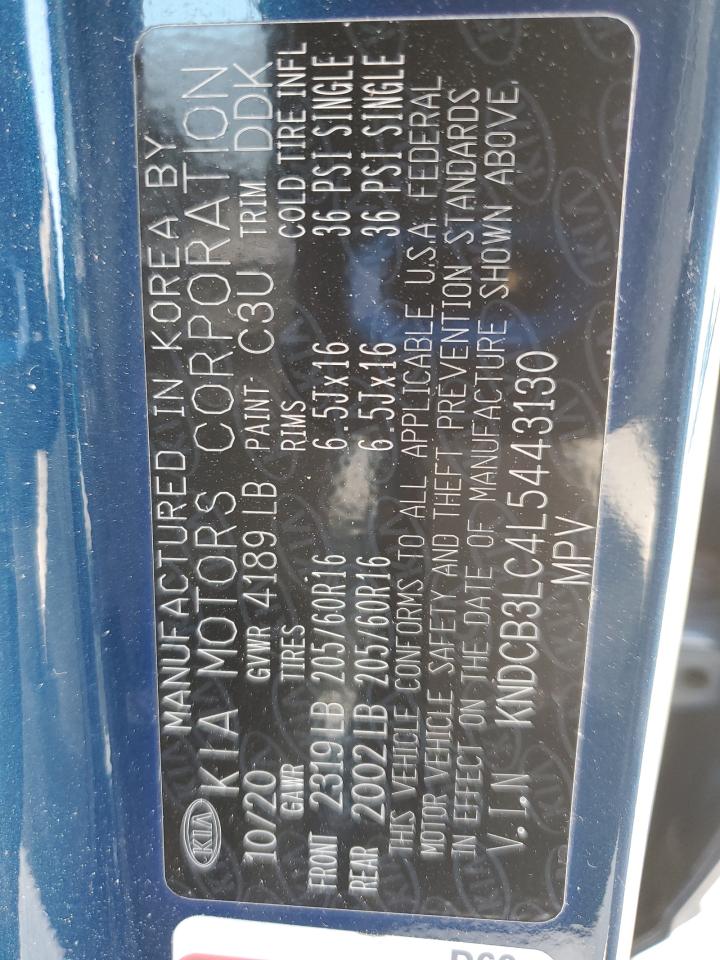 KIA MANUFACTURED IN KOREA BY
KIA MOTORS CORPORATION
10/20 GVWR 4189 LB PAINT C3U TRIM DDK
GAWR TIRES RIMS COLD TIRE INFL
FRONT 2319 LB 205/60R16 6.5Jx16 36 PSI SINGLE
REAR 2002 LB 205/60R16 6.5Jx16 36 PSI SINGLE
THIS VEHICLE CONFORMS TO ALL APPLICABLE U.S.A. FEDERAL
MOTOR VEHICLE SAFETY AND THEFT PREVENTION STANDARDS
IN EFFECT ON THE DATE OF MANUFACTURE SHOWN ABOVE.
V.I.N KNDCB3LC4L5443130
MPV